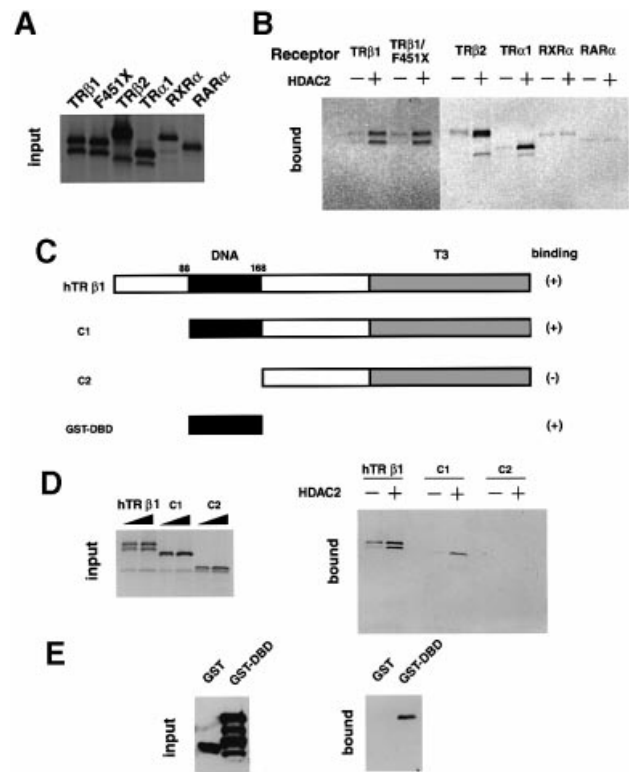 A
TRβ1 F451X TRβ2 TRα1 RXRα RARα
input
B
Receptor TRβ1 TRβ1/F451X TRβ2 TRα1 RXRα RARα
HDAC2 − + − + − + − + − + − +
bound
C
DNA T3 binding
86 168
hTR β1 (+)
C1 (+)
C2 (-)
GST-DBD (+)
D
hTR β1 C1 C2
input
hTR β1 C1 C2
HDAC2 − + − + − +
bound
E
GST GST-DBD
input
GST GST-DBD
bound